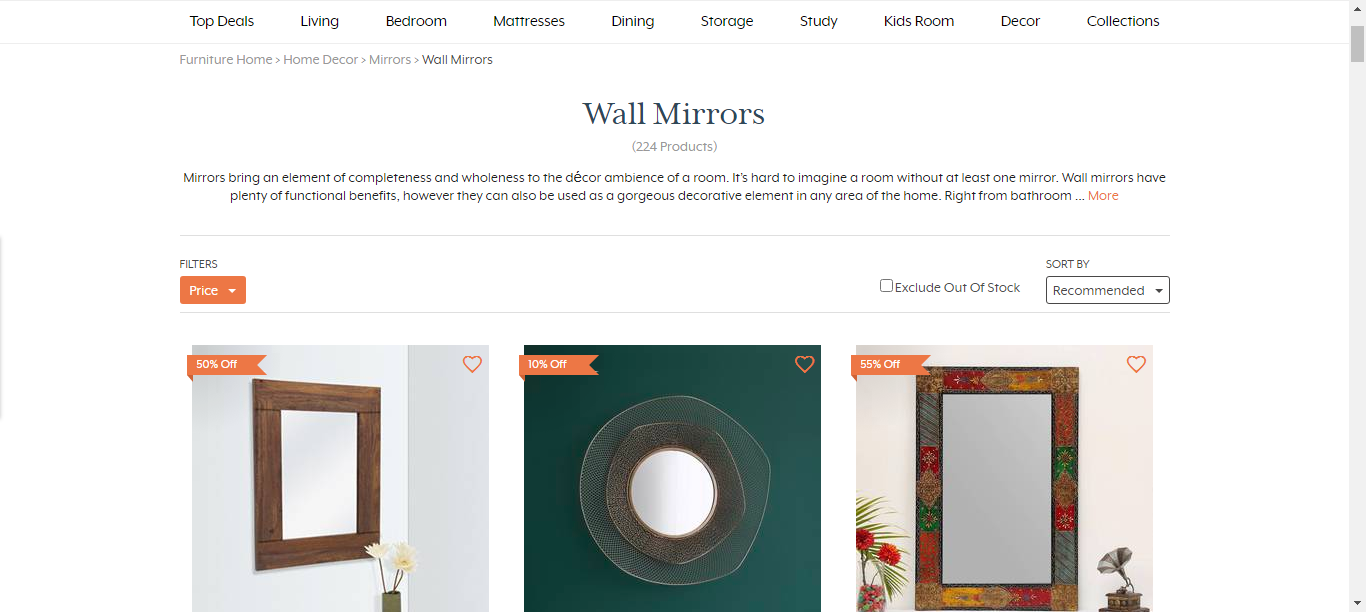 Top Deals Living Bedroom Mattresses Dining Storage Study Kids Room Decor Collections
Furniture Home > Home Decor > Mirrors > Wall Mirrors
Wall Mirrors
(224 Products)
Mirrors bring an element of completeness and wholeness to the décor ambience of a room. It's hard to imagine a room without at least one mirror. Wall mirrors have
plenty of functional benefits, however they can also be used as a gorgeous decorative element in any area of the home. Right from bathroom ... More
FILTERS
Price
Exclude Out Of Stock
SORT BY
Recommended
50% Off
10% Off
55% Off